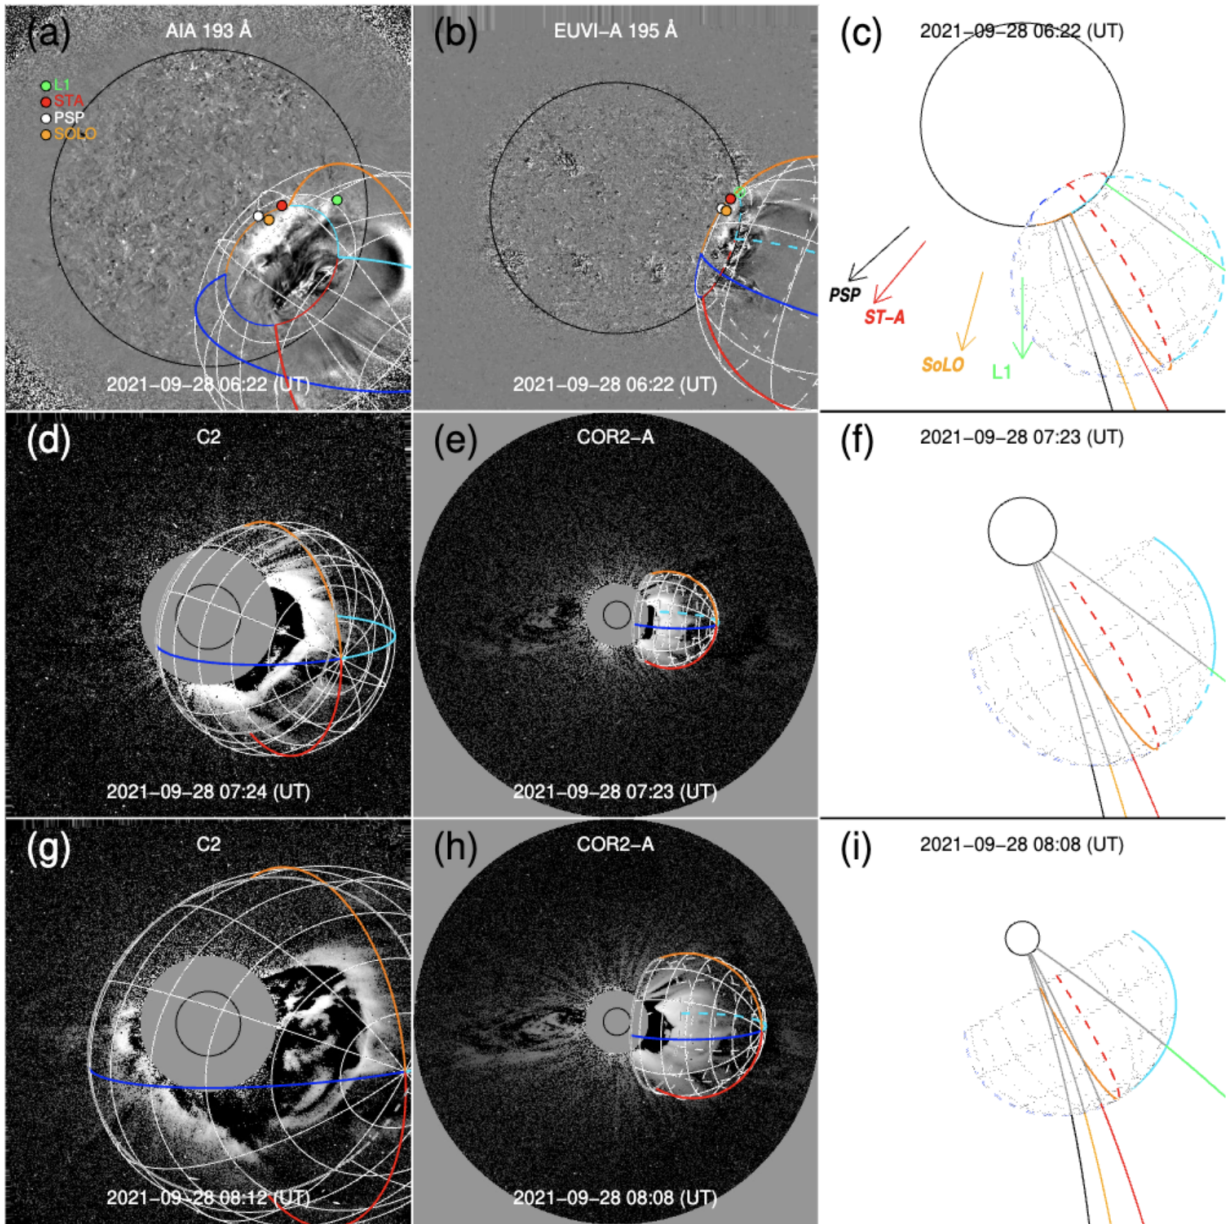 (a) AIA 193 Å
L1
STA
PSP
SOLO
2021-09-28 06:22 (UT)
(b) EUVI-A 195 Å
2021-09-28 06:22 (UT)
(c) 2021-09-28 06:22 (UT)
PSP
ST-A
SoLO
L1
(d) C2
2021-09-28 07:24 (UT)
(e) COR2-A
2021-09-28 07:23 (UT)
(f) 2021-09-28 07:23 (UT)
(g) C2
2021-09-28 08:12 (UT)
(h) COR2-A
2021-09-28 08:08 (UT)
(i) 2021-09-28 08:08 (UT)